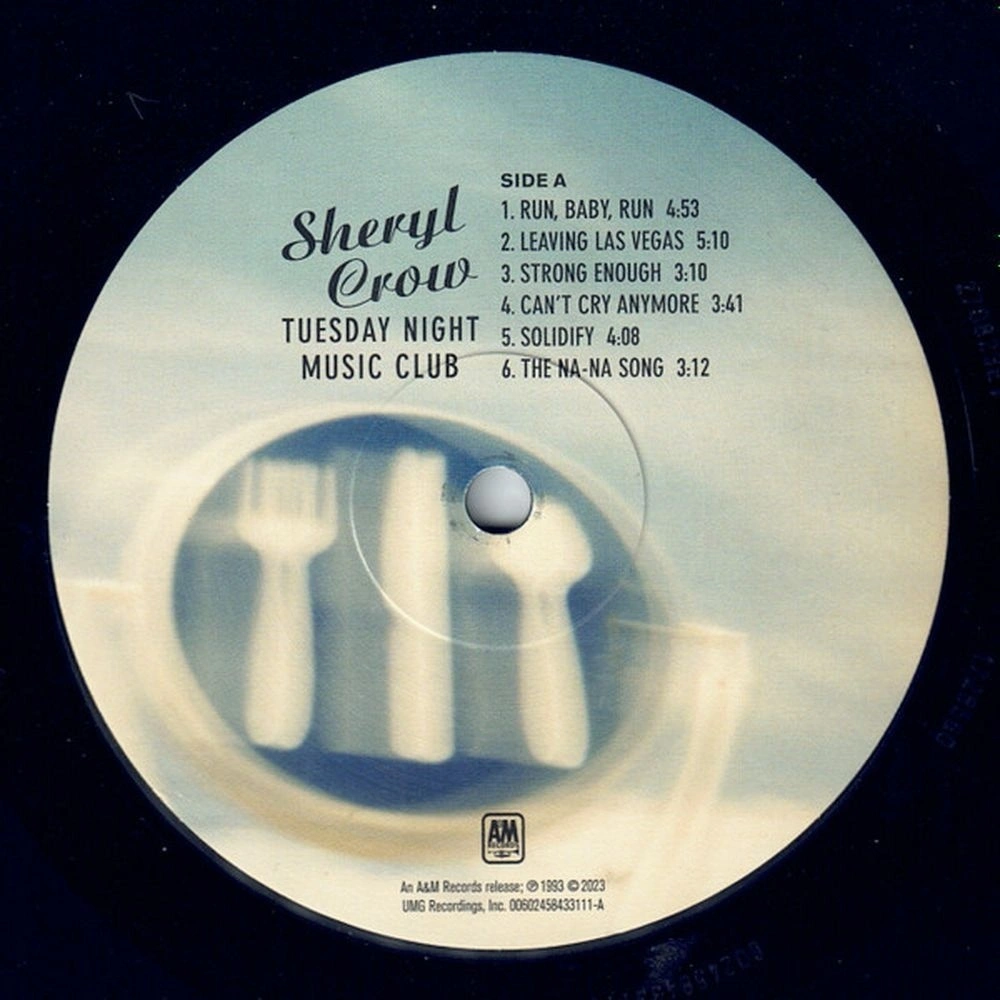 Sheryl
Crow
TUESDAY NIGHT
MUSIC CLUB
SIDE A
1. RUN, BABY, RUN 4:53
2. LEAVING LAS VEGAS 5:10
3. STRONG ENOUGH 3:10
4. CAN'T CRY ANYMORE 3:41
5. SOLIDIFY 4:08
6. THE NA-NA SONG 3:12
A&M
RECORDS
An A&M Records release; ℗ 1993 © 2023
UMG Recordings, Inc. 00602458433111-A